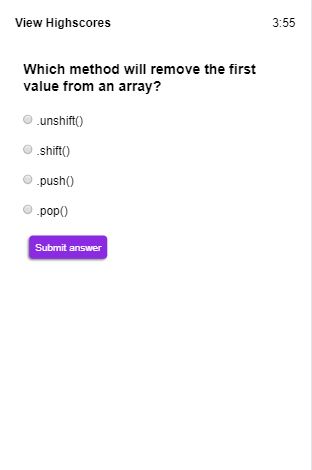 View Highscores 3:55
Which method will remove the first
value from an array?
.unshift()
.shift()
.push()
.pop()
Submit answer